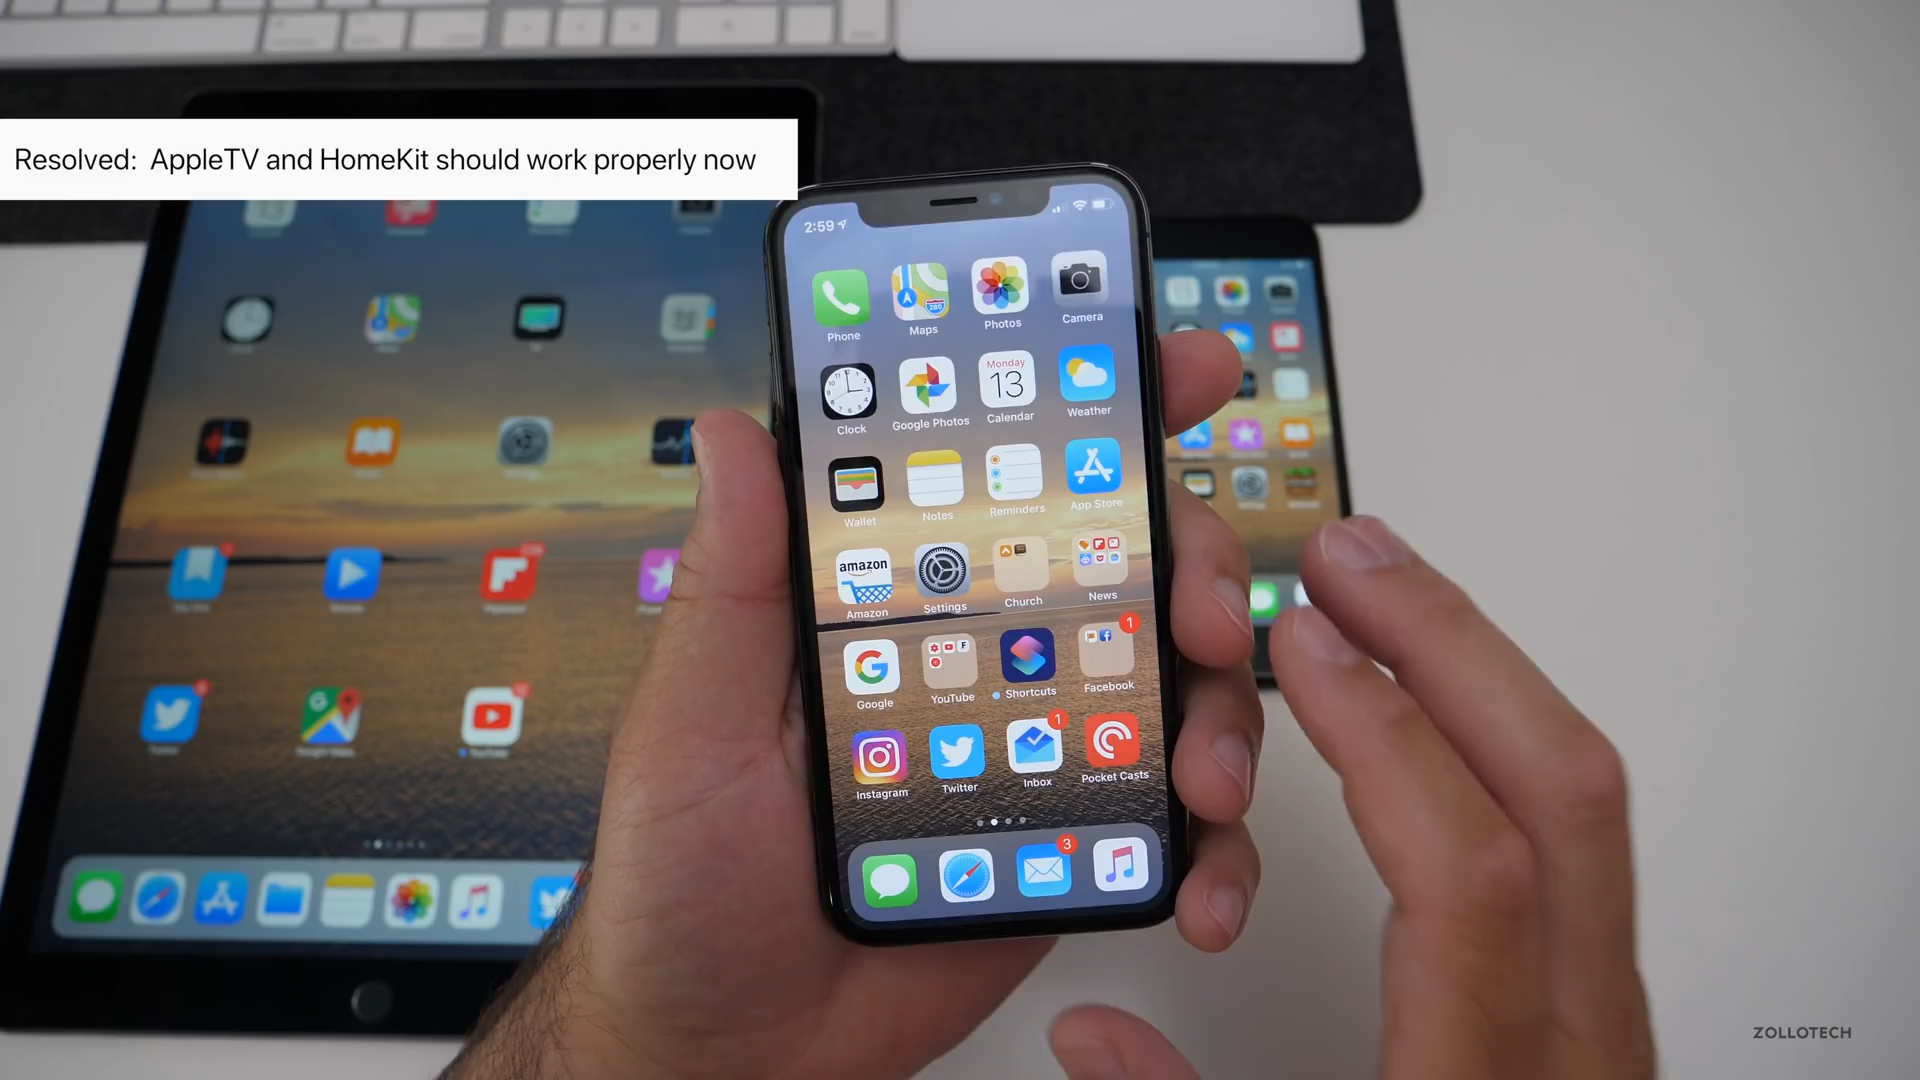 Resolved:  AppleTV and HomeKit should work properly now
2:59
280
Phone
Maps
Photos
Camera
Monday
13
Clock
Google Photos
Calendar
Weather
Wallet
Notes
Reminders
App Store
amazon
Amazon
Settings
Church
News
1
Google
YouTube
Shortcuts
Facebook
1
Instagram
Twitter
Inbox
Pocket Casts
3
ZOLLOTECH